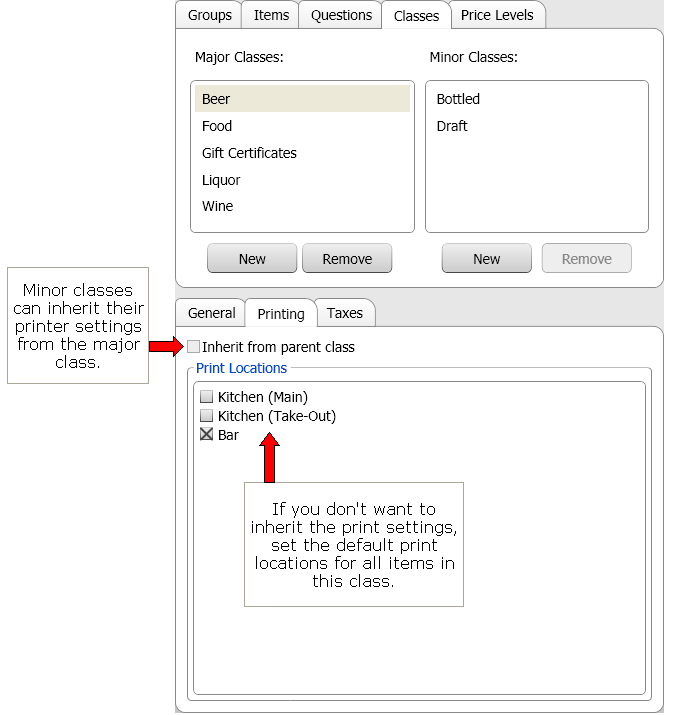 Groups Items Questions Classes Price Levels
Major Classes: Minor Classes:
Beer
Food
Gift Certificates
Liquor
Wine
Bottled
Draft
New Remove New Remove
General Printing Taxes
Minor classes
can inherit their
printer settings
from the major
class.
Inherit from parent class
Print Locations
Kitchen (Main)
Kitchen (Take-Out)
Bar
If you don't want to
inherit the print settings,
set the default print
locations for all items in
this class.